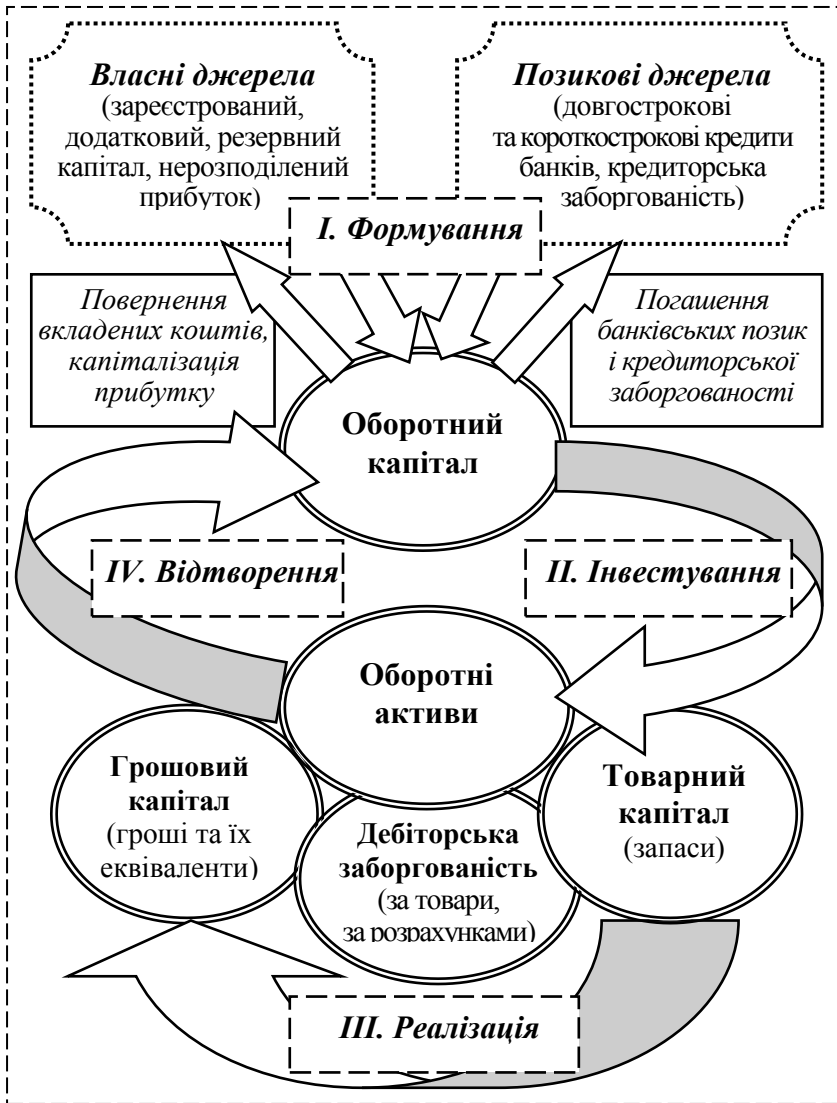 Власні джерела
(зареєстрований,
додатковий, резервний
капітал, нерозподілений
прибуток)
Позикові джерела
(довгострокові
та короткострокові кредити
банків, кредиторська
заборгованість)
I. Формування
Повернення
вкладених коштів,
капіталізація
прибутку
Погашення
банківських позик
і кредиторської
заборгованості
Оборотний
капітал
IV. Відтворення
II. Інвестування
Оборотні
активи
Грошовий
капітал
(гроші та їх
еквіваленти)
Дебіторська
заборгованість
(за товари,
за розрахунками)
Товарний
капітал
(запаси)
III. Реалізація